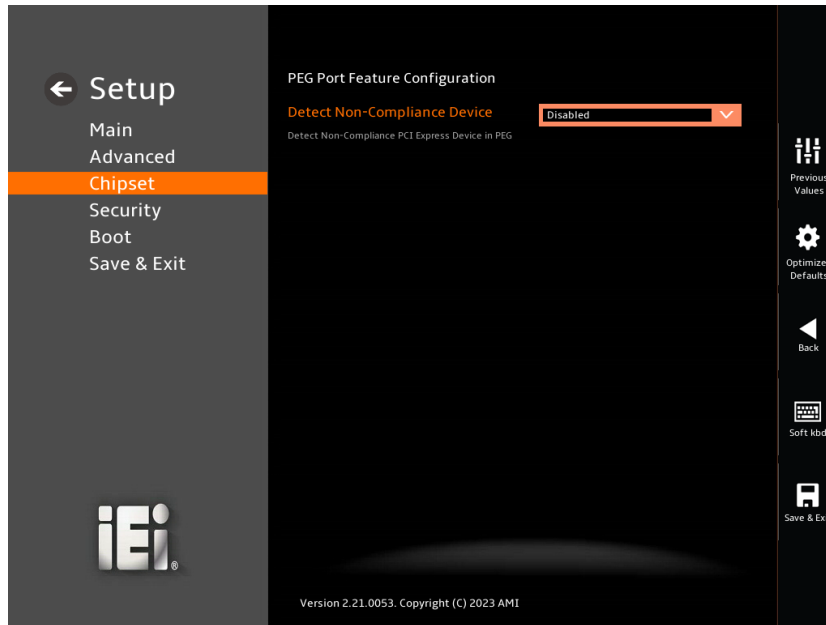 Setup
Main
Advanced
Chipset
Security
Boot
Save & Exit
iEi®
PEG Port Feature Configuration
Detect Non-Compliance Device
Disabled
Detect Non-Compliance PCI Express Device in PEG
Version 2.21.0053. Copyright (C) 2023 AMI
Previous
Values
Optimize
Defaults
Back
Soft kbd
Save & Ex